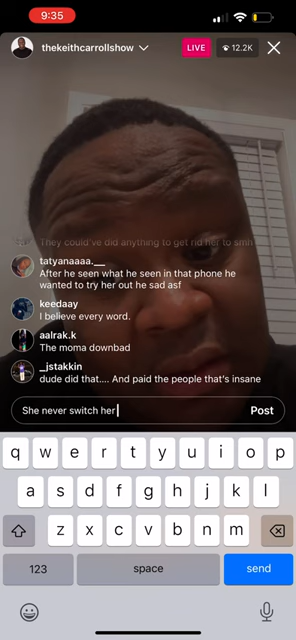 9:35
thekeithcarrollshow
LIVE
12.2K
They could've did anything to get rid her to smh
tatyanaaaa.__
After he seen what he seen in that phone he
wanted to try her out he sad asf
keedaay
I believe every word.
aalrak.k
The moma downbad
_jstakkin
dude did that.... And paid the people that's insane
She never switch her
Post
q w e r t y u i o p
a s d f g h j k l
z x c v b n m
123
space
send